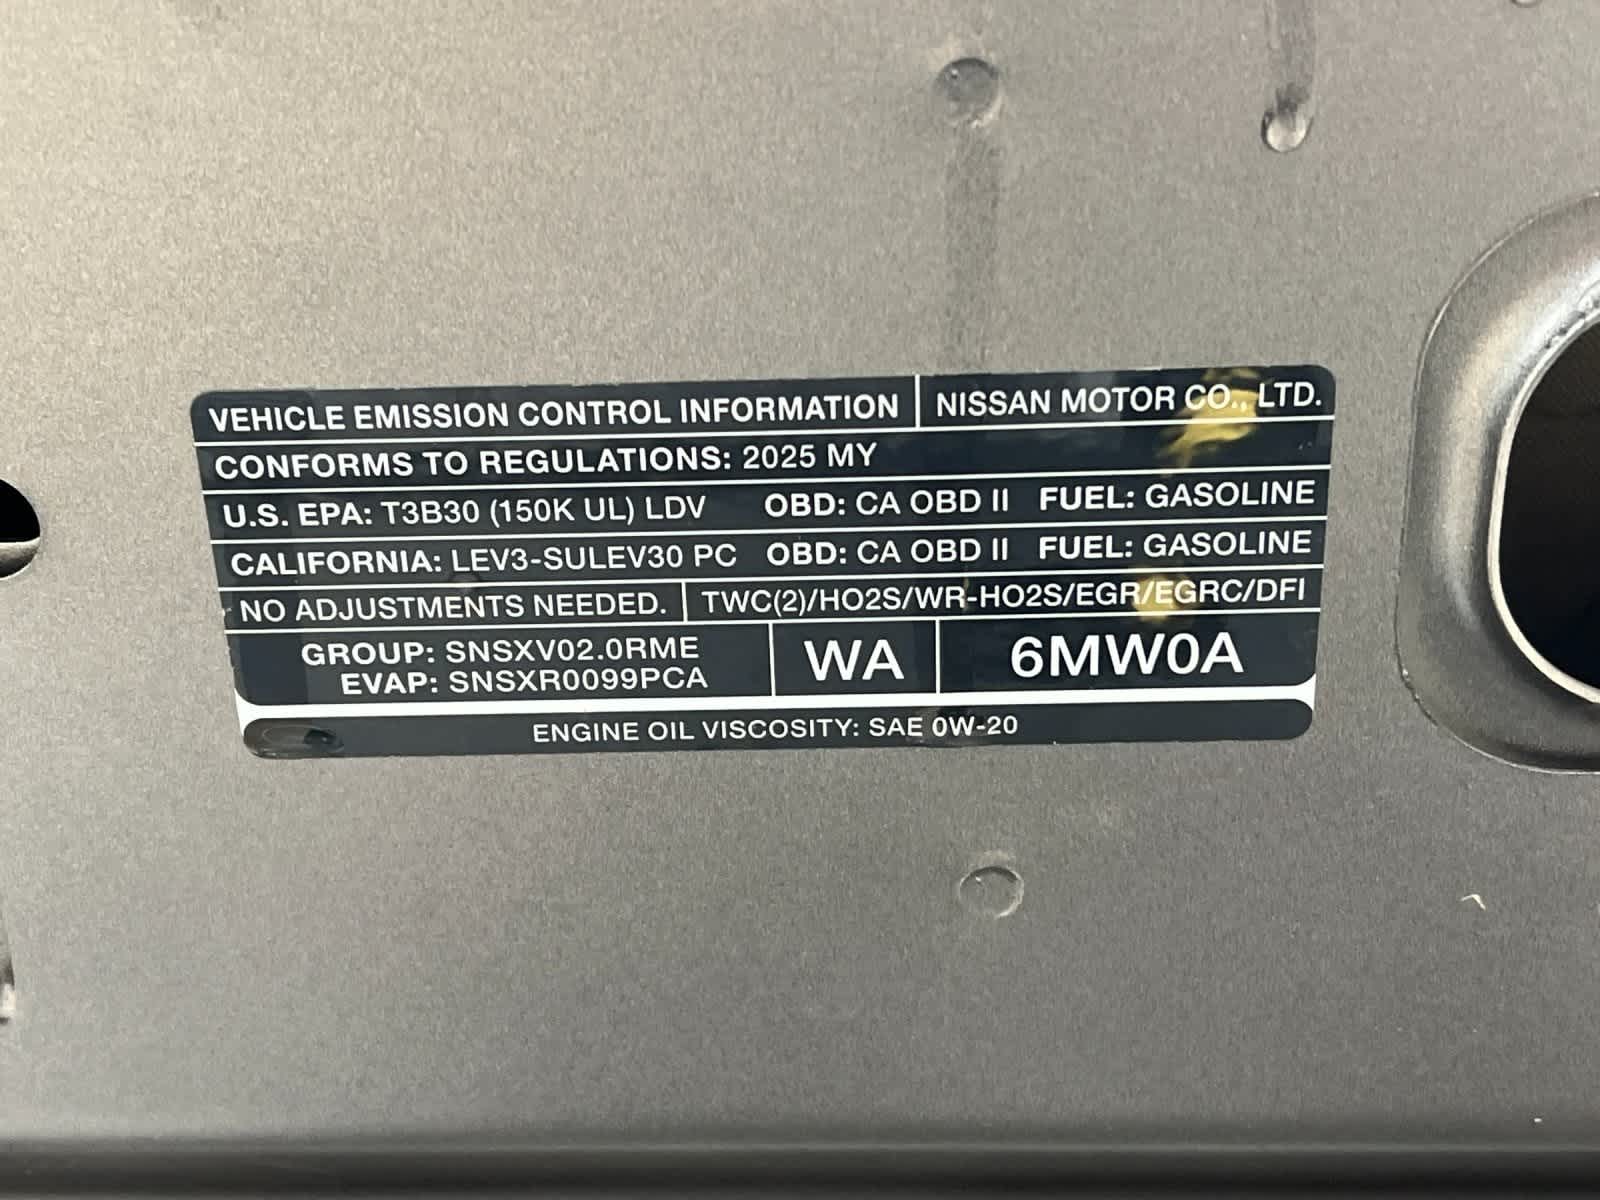 VEHICLE EMISSION CONTROL INFORMATION NISSAN MOTOR CO., LTD.
CONFORMS TO REGULATIONS: 2025 MY
U.S. EPA: T3B30 (150K UL) LDV OBD: CA OBD II FUEL: GASOLINE
CALIFORNIA: LEV3-SULEV30 PC OBD: CA OBD II FUEL: GASOLINE
NO ADJUSTMENTS NEEDED. TWC(2)/HO2S/WR-HO2S/EGR/EGRC/DFI
GROUP: SNSXV02.0RME
EVAP: SNSXR0099PCA
WA
6MW0A
ENGINE OIL VISCOSITY: SAE 0W-20